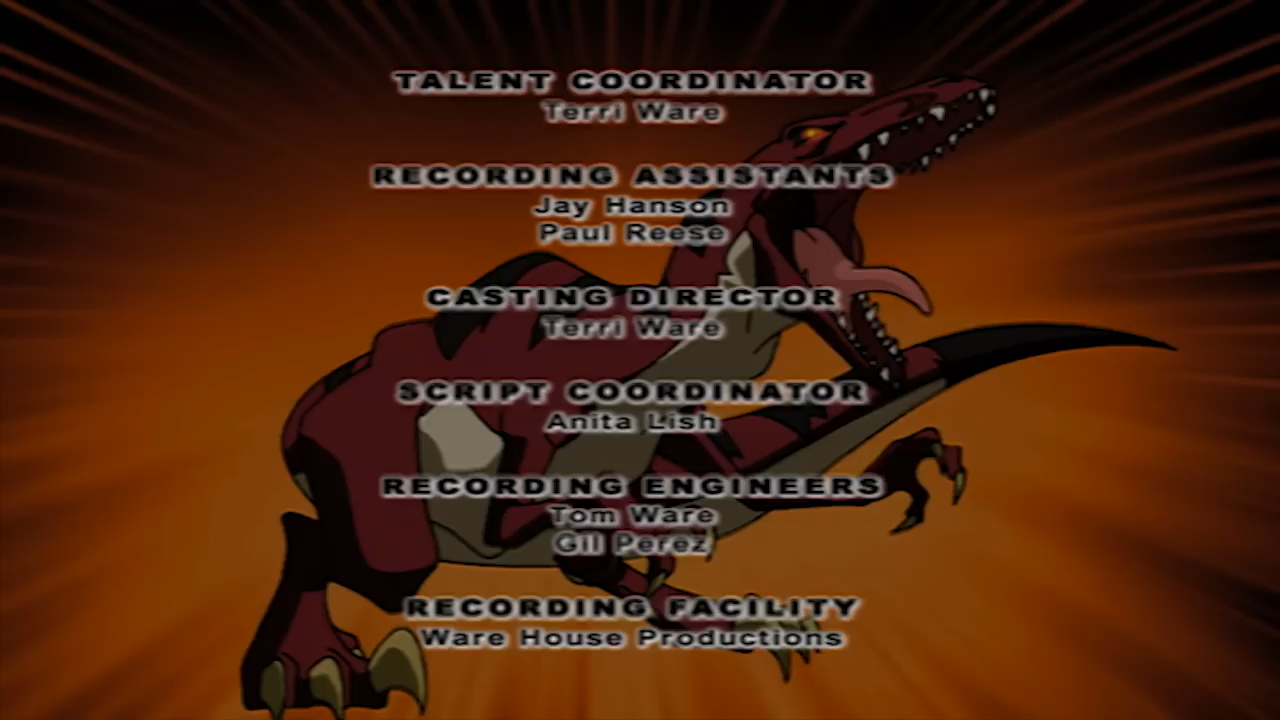 TALENT COORDINATOR
Terri Ware
RECORDING ASSISTANTS
Jay Hanson
Paul Reese
CASTING DIRECTOR
Terri Ware
SCRIPT COORDINATOR
Anita Lish
RECORDING ENGINEERS
Tom Ware
Gil Perez
RECORDING FACILITY
Ware House Productions